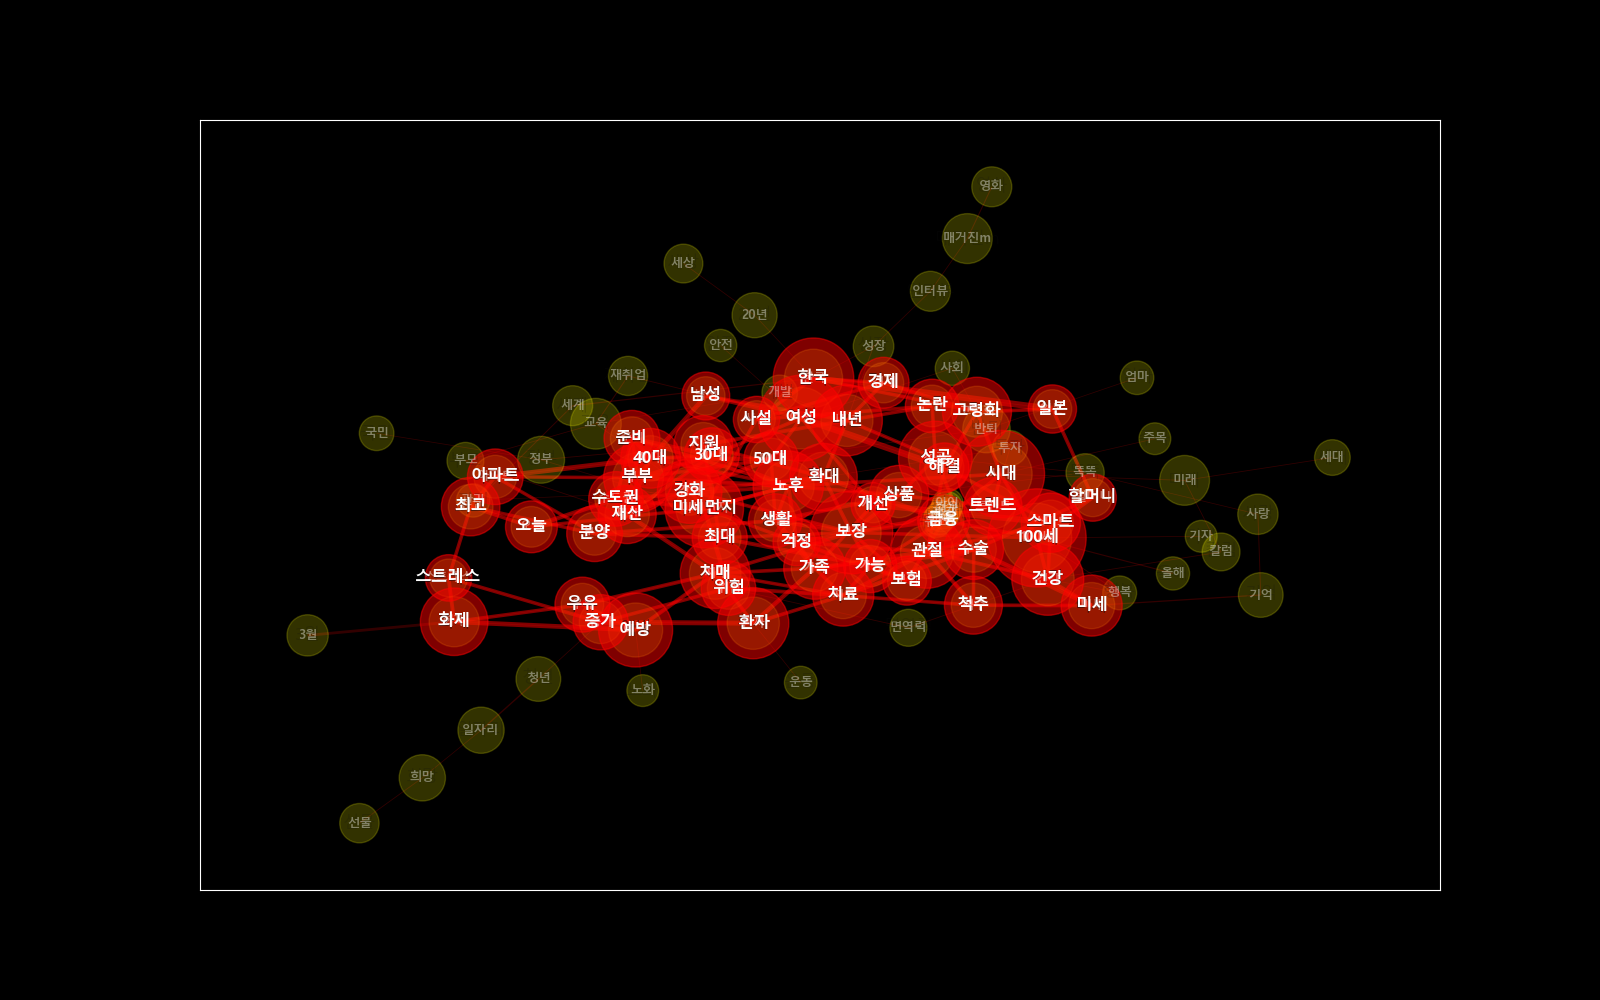 영화
매거진m
세상
인터뷰
20년
안전
성장
사회
재취업
한국
경제
엄마
개발
남성
세계
논란
고령화
일본
사설
여성
내년
교육
반퇴
국민
준비
지원
주목
투자
30대
40대
50대
성공
해결
부모
정부
세대
아파트
부부
확대
시대
똑똑
미래
노후
강화
상품
할머니
수도권
최고
개선
트렌드
미세먼지
재산
사랑
생활
금융
스마트
오늘
분양
보장
최대
걱정
100세
기자
관절
수술
칼럼
가족
가능
치매
올해
스트레스
보험
건강
위험
치료
행복
기억
우유
척추
미세
화제
증가
예방
환자
면역력
3월
청년
운동
노화
일자리
희망
선물